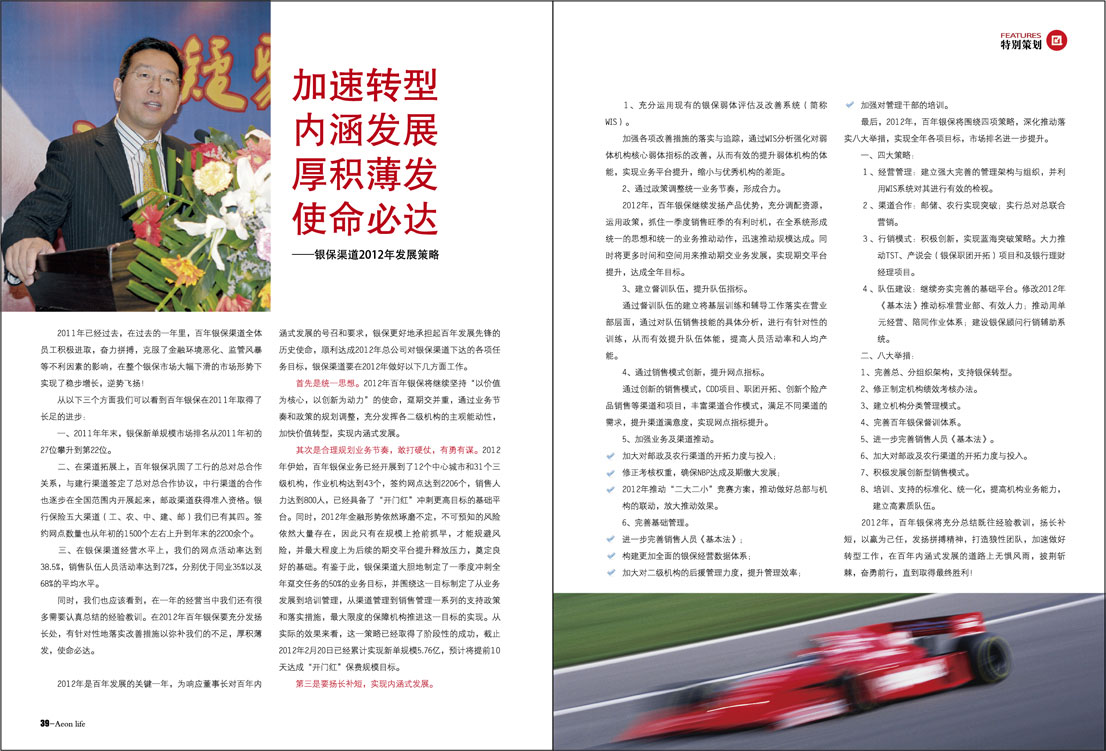 加速转型
内涵发展
厚积薄发
使命必达
——银保渠道2012年发展策略
2011年已经过去，在过去的一年里，百年银保渠道全体
员工积极进取，奋力拼搏，克服了金融环境恶化、监管风暴
等不利因素的影响，在整个银保市场大幅下滑的市场形势下
实现了稳步增长，逆势飞扬！
从以下三个方面我们可以看到百年银保在2011年取得了
长足的进步：
一、2011年年末，银保新单规模市场排名从2011年初的
27位攀升到第22位。
二、在渠道拓展上，百年银保巩固了工行的总对总合作
关系，与建行渠道签定了总对总合作协议，中行渠道的合作
也逐步在全国范围内开展起来，邮政渠道获得准入资格。银
行保险五大渠道（工、农、中、建、邮）我们已有其四。签
约网点数量也从年初的1500个左右上升到年末的2200余个。
三、在银保渠道经营水平上，我们的网点活动率达到
38.5%，销售队伍人员活动率达到72%，分别优于同业35%以及
68%的平均水平。
同时，我们也应该看到，在一年的经营当中我们还有很
多需要认真总结的经验教训。在2012年百年银保要充分发扬
长处，有针对性地落实改善措施以弥补我们的不足，厚积薄
发，使命必达。
2012年是百年发展的关键一年，为响应董事长对百年内
涵式发展的号召和要求，银保更好地承担起百年发展先锋的
历史使命，顺利达成2012年总公司对银保渠道下达的各项任
务目标，银保渠道要在2012年做好以下几方面工作。
首先是统一思想。2012年百年银保将继续坚持“以价值
为核心，以创新为动力”的使命，趸期交并重，通过业务节
奏和政策的规划调整，充分发挥各二级机构的主观能动性，
加快价值转型，实现内涵式发展。
其次是合理规划业务节奏，敢打硬仗，有勇有谋。2012
年伊始，百年银保业务已经开展到了12个中心城市和31个三
级机构，作业机构达到43个，签约网点达到2206个，销售人
力达到800人，已经具备了“开门红”冲刺更高目标的基础平
台。同时，2012年金融形势依然琢磨不定，不可预知的风险
依然大量存在，因此只有在规模上抢前抓早，才能规避风
险，并最大程度上为后续的期交平台提升释放压力，奠定良
好的基础。有鉴于此，银保渠道大胆地制定了一季度冲刺全
年趸交任务的50%的业务目标，并围绕这一目标制定了从业务
发展到培训管理，从渠道管理到销售管理一系列的支持政策
和落实措施，最大限度的保障机构推进这一目标的实现。从
实际的效果来看，这一策略已经取得了阶段性的成功，截止
2012年2月20日已经累计实现新单规模5.76亿，预计将提前10
天达成“开门红”保费规模目标。
第三是要扬长补短，实现内涵式发展。
39-Aeon life
FEATURES
特别策划
1、充分运用现有的银保弱体评估及改善系统（简称
WIS）。
加强各项改善措施的落实与追踪，通过WIS分析强化对弱
体机构核心弱体指标的改善，从而有效的提升弱体机构的体
能，实现业务平台提升，缩小与优秀机构的差距。
2、通过政策调整统一业务节奏，形成合力。
2012年，百年银保继续发扬产品优势，充分调配资源，
运用政策，抓住一季度销售旺季的有利时机，在全系统形成
统一的思想和统一的业务推动动作，迅速推动规模达成。同
时将更多时间和空间用来推动期交业务发展，实现期交平台
提升，达成全年目标。
3、建立督训队伍，提升队伍指标。
通过督训队伍的建立将基层训练和辅导工作落实在营业
部层面，通过对队伍销售技能的具体分析，进行有针对性的
训练，从而有效提升队伍体能，提高人员活动率和人均产
能。
4、通过销售模式创新，提升网点指标。
通过创新的销售模式，CDD项目、职团开拓、创新个险产
品销售等渠道和项目，丰富渠道合作模式，满足不同渠道的
需求，提升渠道满意度，实现网点指标提升。
5、加强业务及渠道推动。
加大对邮政及农行渠道的开拓力度与投入；
修正考核权重，确保NBP达成及期缴大发展；
2012年推动“二大二小”竞赛方案，推动做好总部与机
构的联动，放大推动效果。
6、完善基础管理。
进一步完善销售人员《基本法》；
构建更加全面的银保经营数据体系；
加大对二级机构的后援管理力度，提升管理效率；
加强对管理干部的培训。
最后，2012年，百年银保将围绕四项策略，深化推动落
实八大举措，实现全年各项目标，市场排名进一步提升。
一、四大策略：
1、经营管理：建立强大完善的管理架构与组织，并利
用WIS系统对其进行有效的检视。
2、渠道合作：邮储、农行实现突破；实行总对总联合
营销。
3、行销模式：积极创新，实现蓝海突破策略。大力推
动TST、产说会（银保职团开拓）项目和及银行理财
经理项目。
4、队伍建设：继续夯实完善的基础平台。修改2012年
《基本法》推动标准营业部、有效人力；推动周单
元经营、陪同作业体系；建设银保顾问行销辅助系
统。
二、八大举措：
1、完善总、分组织架构，支持银保转型。
2、修正制定机构绩效考核办法。
3、建立机构分类管理模式。
4、完善百年银保督训体系。
5、进一步完善销售人员《基本法》。
6、加大对邮政及农行渠道的开拓力度与投入。
7、积极发展创新型销售模式。
8、培训、支持的标准化、统一化，提高机构业务能力，
建立高素质队伍。
2012年，百年银保将充分总结既往经验教训，扬长补
短，以赢为己任，发扬拼搏精神，打造狼性团队，加速做好
转型工作，在百年内涵式发展的道路上无惧风雨，披荆斩
棘，奋勇前行，直到取得最终胜利！